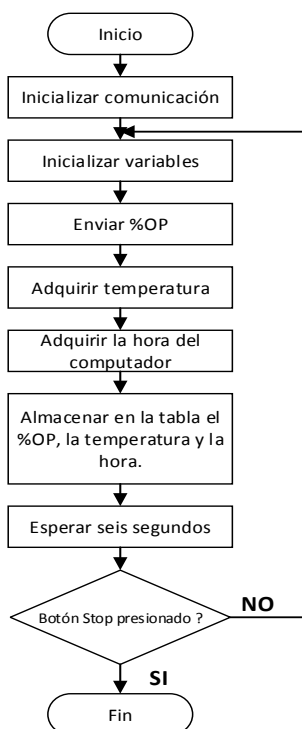 Inicio
Inicializar comunicación
Inicializar variables
Enviar %OP
Adquirir temperatura
Adquirir la hora del
computador
Almacenar en la tabla el
%OP, la temperatura y la
hora.
Esperar seis segundos
Botón Stop presionado ?
NO
SI
Fin